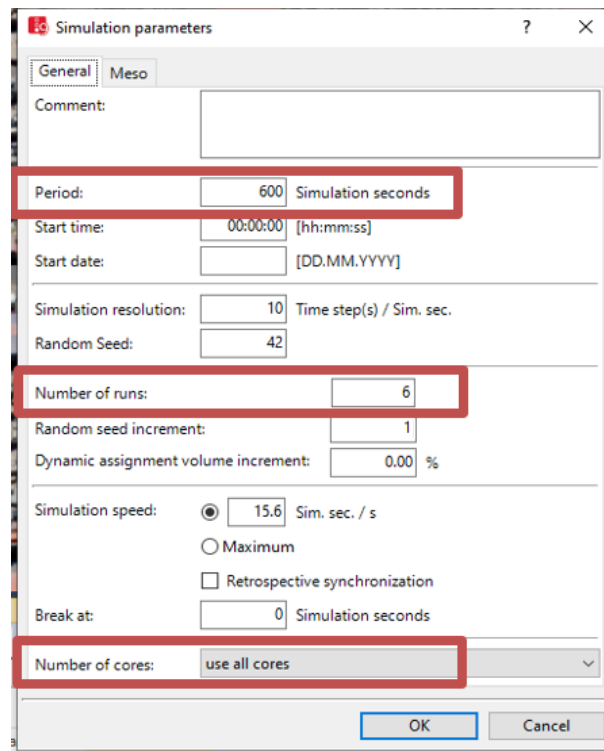 Simulation parameters ?
General Meso
Comment:
Period: 600 Simulation seconds
Start time: 00:00:00 [hh:mm:ss]
Start date: [DD.MM.YYYY]
Simulation resolution: 10 Time step(s) / Sim. sec.
Random Seed: 42
Number of runs: 6
Random seed increment: 1
Dynamic assignment volume increment: 0.00 %
Simulation speed: 15.6 Sim. sec. / s
Maximum
Retrospective synchronization
Break at: 0 Simulation seconds
Number of cores: use all cores
OK Cancel